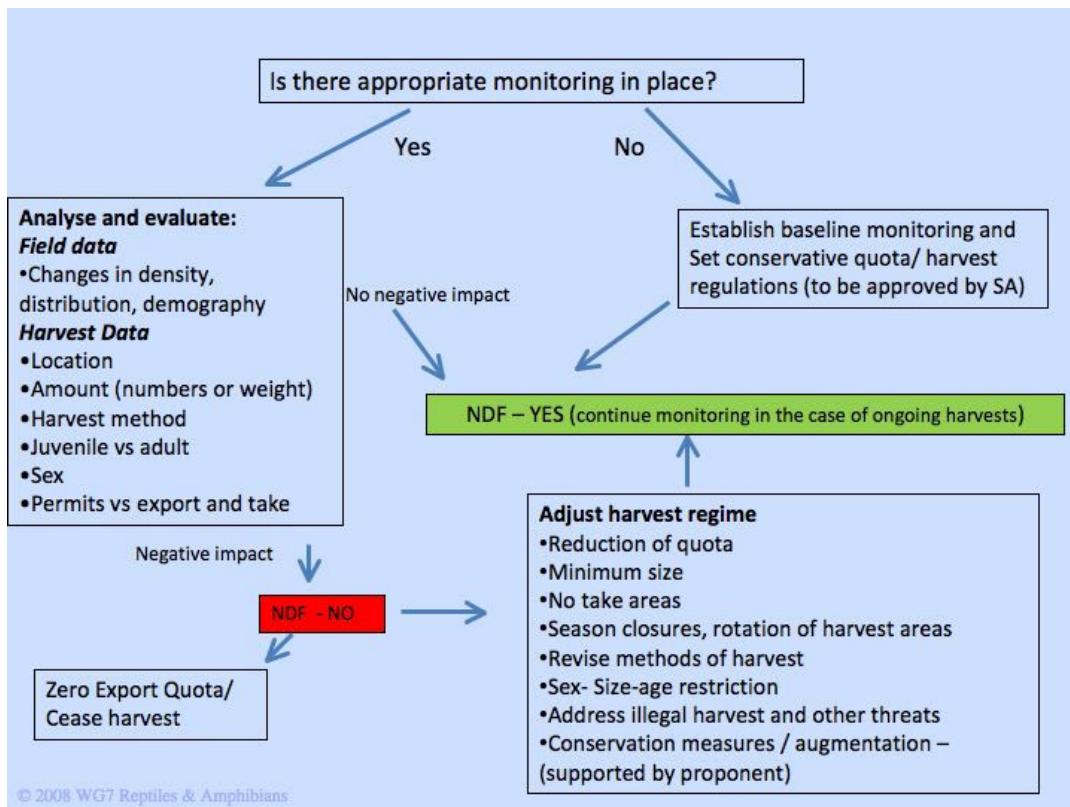 Is there appropriate monitoring in place?
Yes
No
Analyse and evaluate:
Field data
•Changes in density,
distribution, demography
Harvest Data
•Location
•Amount (numbers or weight)
•Harvest method
•Juvenile vs adult
•Sex
•Permits vs export and take
No negative impact
Establish baseline monitoring and
Set conservative quota/ harvest
regulations (to be approved by SA)
NDF – YES (continue monitoring in the case of ongoing harvests)
Negative impact
NDF - NO
Zero Export Quota/
Cease harvest
Adjust harvest regime
•Reduction of quota
•Minimum size
•No take areas
•Season closures, rotation of harvest areas
•Revise methods of harvest
•Sex- Size-age restriction
•Address illegal harvest and other threats
•Conservation measures / augmentation –
(supported by proponent)
© 2008 WG7 Reptiles & Amphibians